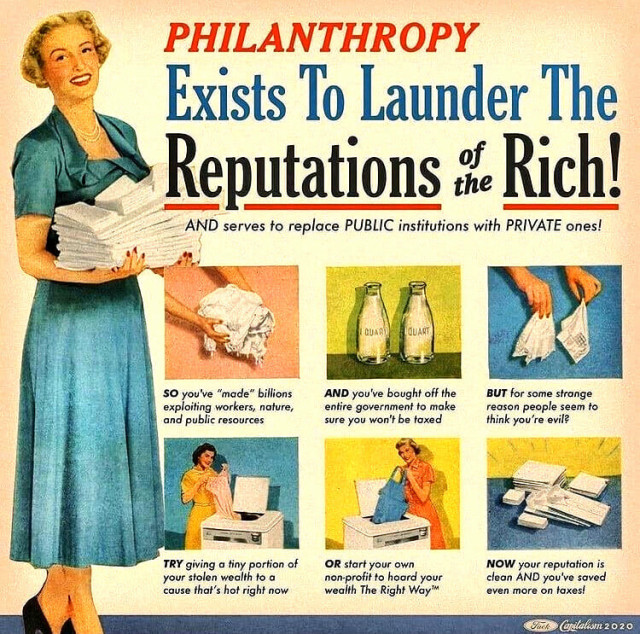 PHILANTHROPY
Exists To Launder The
Reputations of the Rich!
AND serves to replace PUBLIC institutions with PRIVATE ones!
QUART QUART
SO you've "made" billions
exploiting workers, nature,
and public resources
AND you've bought off the
entire government to make
sure you won't be taxed
BUT for some strange
reason people seem to
think you're evil?
TRY giving a tiny portion of
your stolen wealth to a
cause that's hot right now
OR start your own
non-profit to hoard your
wealth The Right Way™
NOW your reputation is
clean AND you've saved
even more on taxes!
Fuck Capitalism 2020